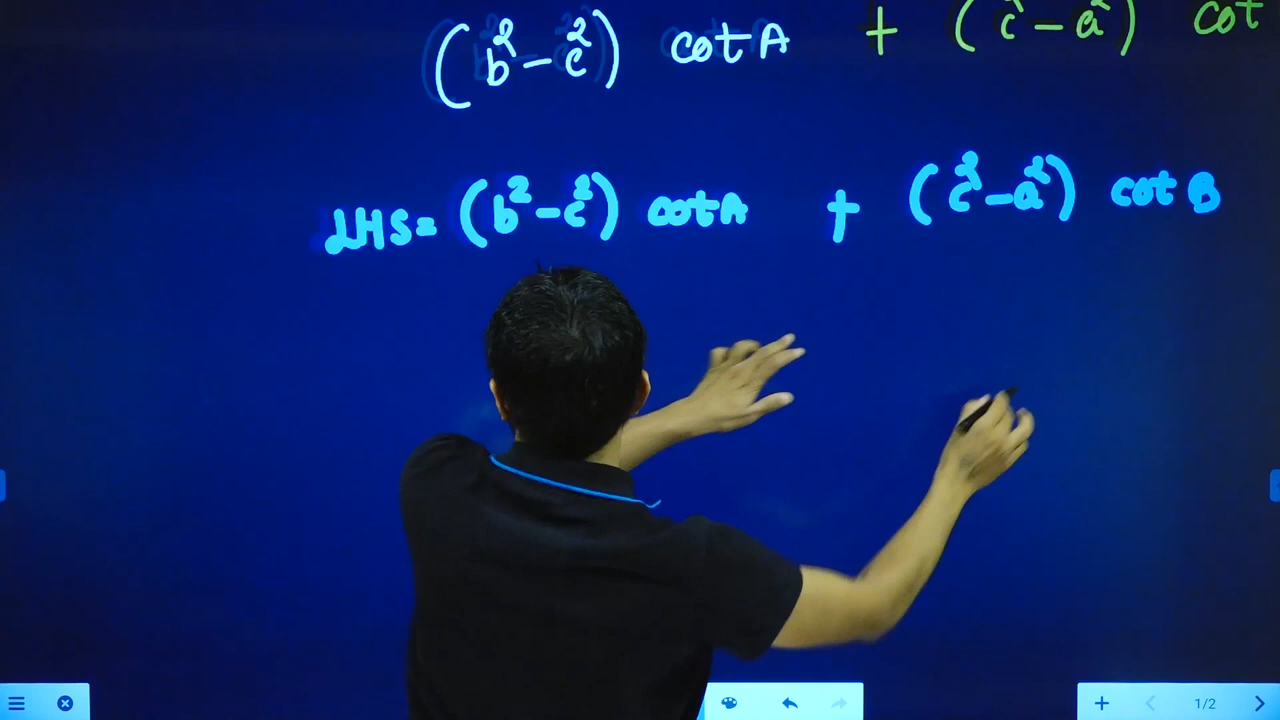 (b²-c²) cot A + (c²-a²) cot
LHS= (b²-c²) cot A + (c²-a²) cot B
1/2